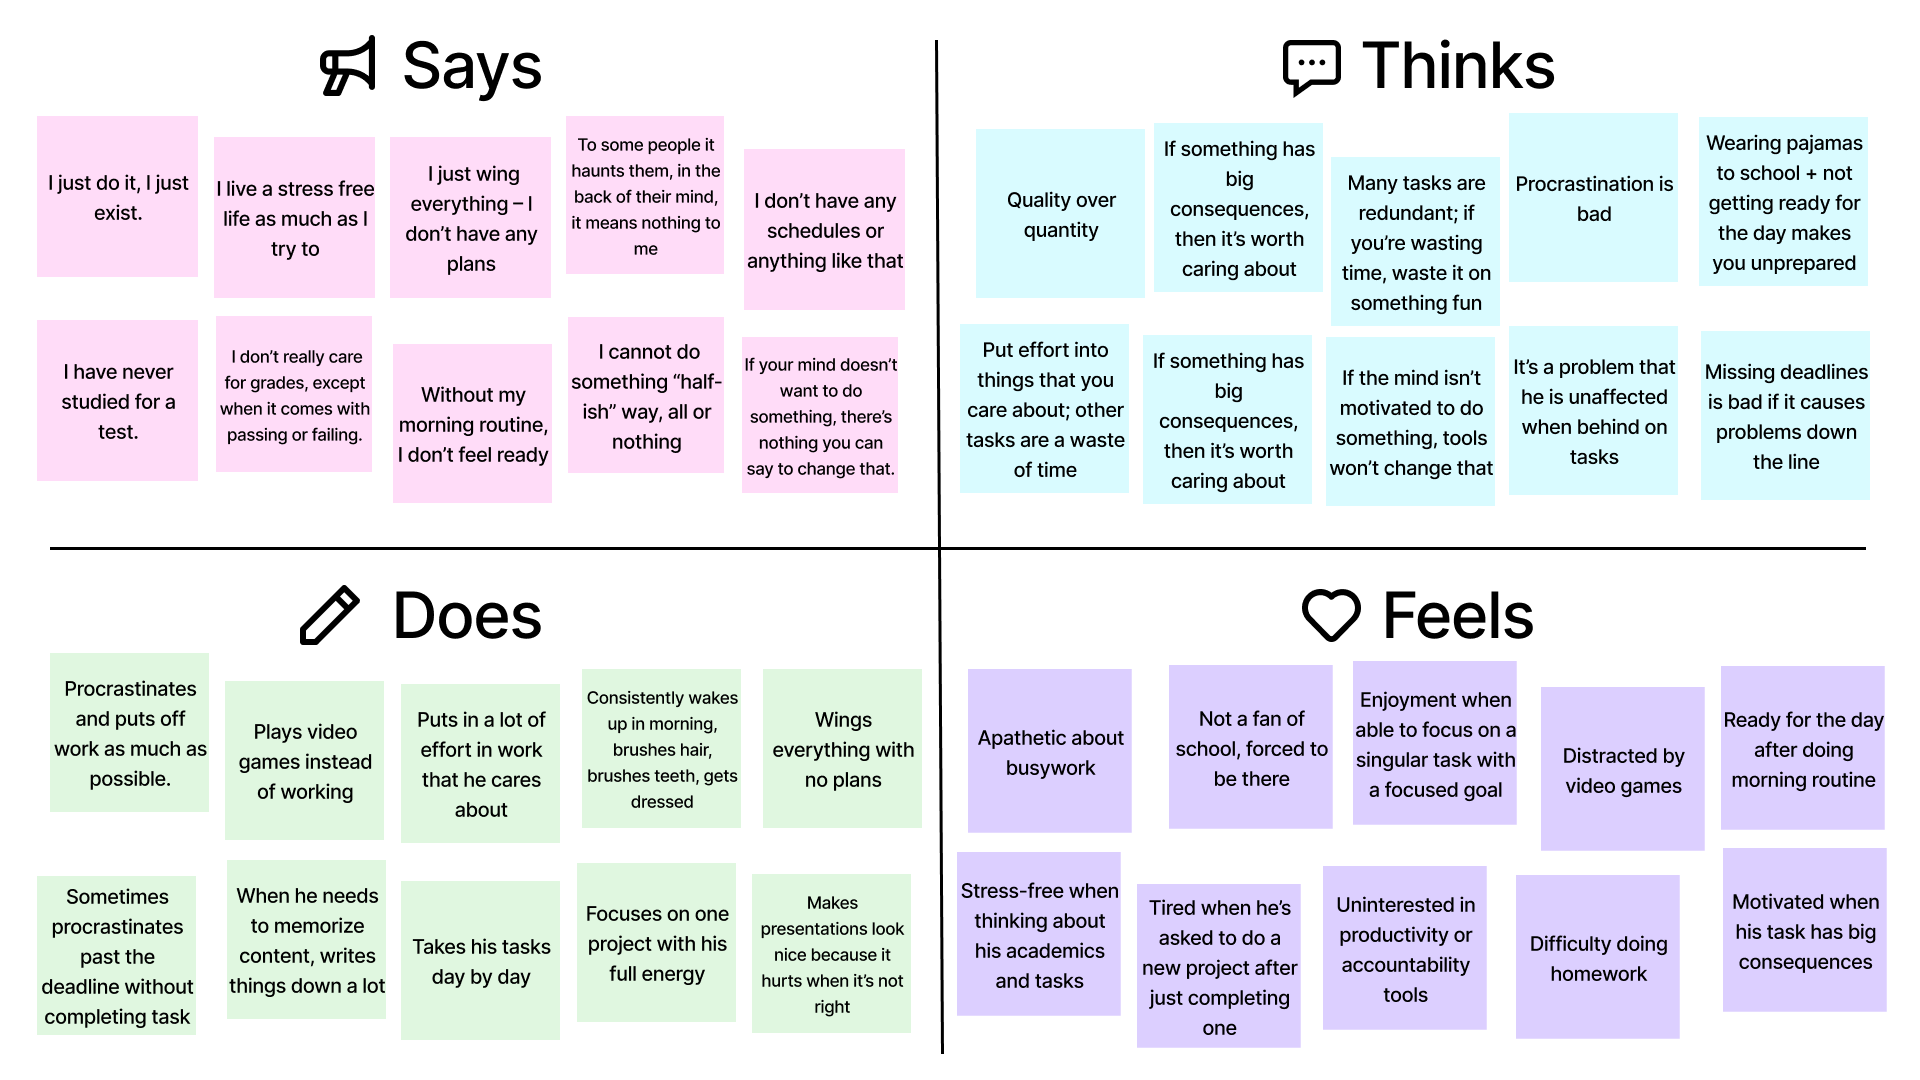 Says
I just do it, I just
exist.
I live a stress free
life as much as I
try to
I just wing
everything – I
don’t have any
plans
To some people it
haunts them, in the
back of their mind,
it means nothing to
me
I don’t have any
schedules or
anything like that
I have never
studied for a
test.
I don’t really care
for grades, except
when it comes with
passing or failing.
Without my
morning routine,
I don’t feel ready
I cannot do
something “half-
ish” way, all or
nothing
If your mind doesn’t
want to do
something, there’s
nothing you can
say to change that.
Thinks
Quality over
quantity
If something has
big
consequences,
then it’s worth
caring about
Many tasks are
redundant; if
you’re wasting
time, waste it on
something fun
Procrastination is
bad
Wearing pajamas
to school + not
getting ready for
the day makes
you unprepared
Put effort into
things that you
care about; other
tasks are a waste
of time
If something has
big
consequences,
then it’s worth
caring about
If the mind isn’t
motivated to do
something, tools
won’t change that
It’s a problem that
he is unaffected
when behind on
tasks
Missing deadlines
is bad if it causes
problems down
the line
Does
Procrastinates
and puts off
work as much as
possible.
Plays video
games instead
of working
Puts in a lot of
effort in work
that he cares
about
Consistently wakes
up in morning,
brushes hair,
brushes teeth, gets
dressed
Wings
everything with
no plans
Sometimes
procrastinates
past the
deadline without
completing task
When he needs
to memorize
content, writes
things down a lot
Takes his tasks
day by day
Focuses on one
project with his
full energy
Makes
presentations look
nice because it
hurts when it’s not
right
Feels
Apathetic about
busywork
Not a fan of
school, forced to
be there
Enjoyment when
able to focus on a
singular task with
a focused goal
Distracted by
video games
Ready for the day
after doing
morning routine
Stress-free when
thinking about
his academics
and tasks
Tired when he’s
asked to do a
new project after
just completing
one
Uninterested in
productivity or
accountability
tools
Difficulty doing
homework
Motivated when
his task has big
consequences